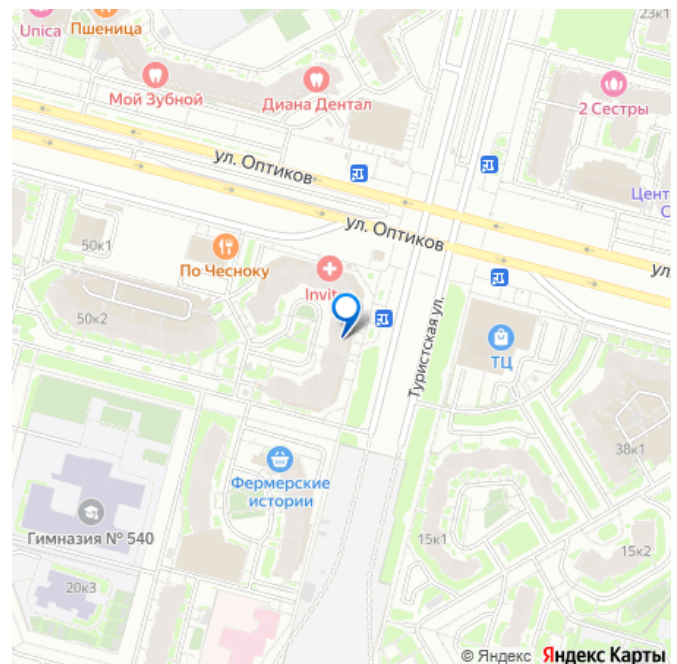 23к1
Unica
Пшеница
Мой Зубной
Диана Дентал
2 Сестры
ул. Оптиков
Цент
С
ул. Оптиков
50к1
По Чесноку
Invit
ул.
50к2
Туристская ул.
ТЦ
38к1
Фермерские
истории
Гимназия № 540
15к1
15к2
20к3
© Яндекс Яндекс Карты